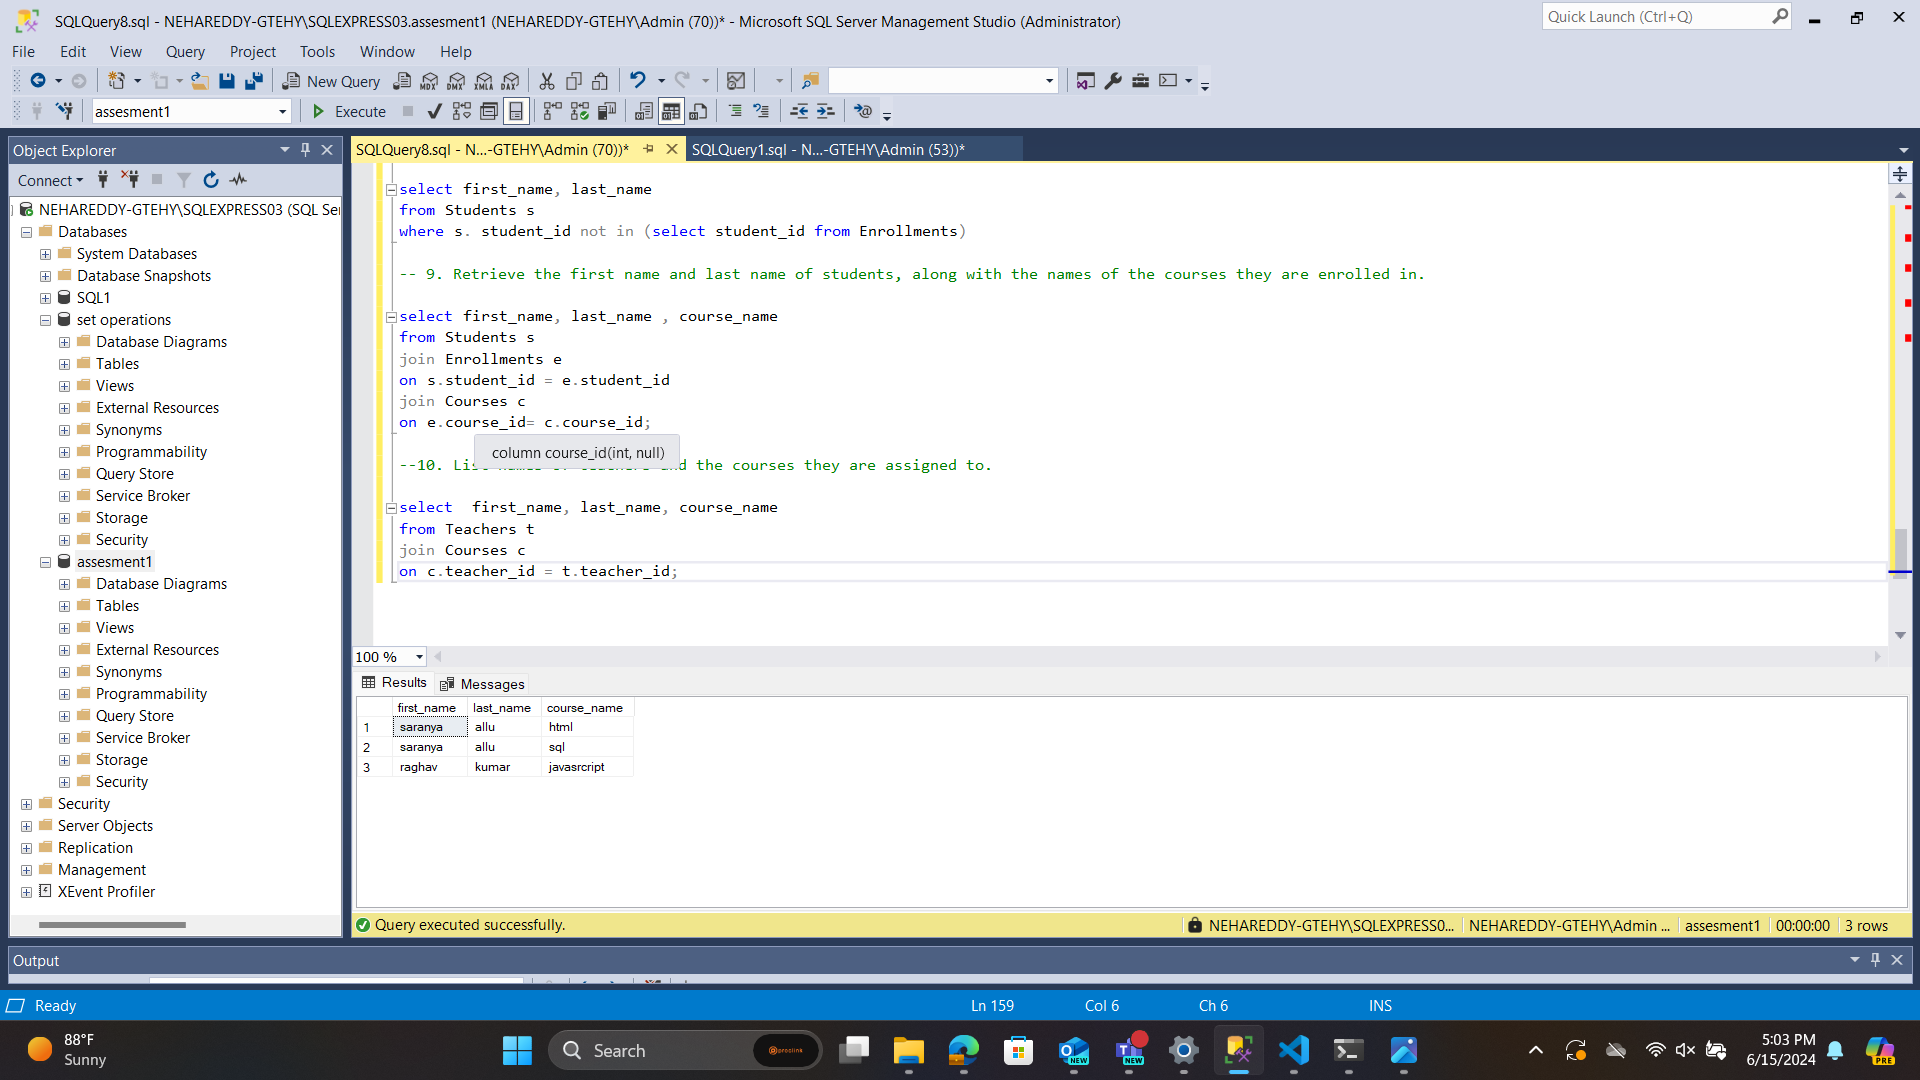 SQLQuery8.sql - NEHAREDDY-GTEHY\SQLEXPRESS03.assesment1 (NEHAREDDY-GTEHY\Admin (70))* - Microsoft SQL Server Management Studio (Administrator)
Quick Launch (Ctrl+Q)
File Edit View Query Project Tools Window Help
New Query MDX DMX XMLA DAX
assesment1 Execute
Object Explorer
SQLQuery8.sql - N...-GTEHY\Admin (70))* SQLQuery1.sql - N...-GTEHY\Admin (53))*
Connect
NEHAREDDY-GTEHY\SQLEXPRESS03 (SQL Se
Databases
System Databases
Database Snapshots
SQL1
set operations
Database Diagrams
Tables
Views
External Resources
Synonyms
Programmability
Query Store
Service Broker
Storage
Security
assesment1
Database Diagrams
Tables
Views
External Resources
Synonyms
Programmability
Query Store
Service Broker
Storage
Security
Security
Server Objects
Replication
Management
XEvent Profiler
select first_name, last_name
from Students s
where s. student_id not in (select student_id from Enrollments)
-- 9. Retrieve the first name and last name of students, along with the names of the courses they are enrolled in.
select first_name, last_name , course_name
from Students s
join Enrollments e
on s.student_id = e.student_id
join Courses c
on e.course_id= c.course_id;
column course_id(int, null)
--10. and the courses they are assigned to.
select  first_name, last_name, course_name
from Teachers t
join Courses c
on c.teacher_id = t.teacher_id;
100 %
Results Messages
first_name last_name course_name
1 saranya allu html
2 saranya allu sql
3 raghav kumar javasrcipt
Query executed successfully. NEHAREDDY-GTEHY\SQLEXPRESS0... NEHAREDDY-GTEHY\Admin ... assesment1 00:00:00 3 rows
Output
Ready Ln 159 Col 6 Ch 6 INS
88°F
Sunny
Search
proclink
NEW
NEW
5:03 PM
6/15/2024
PRE